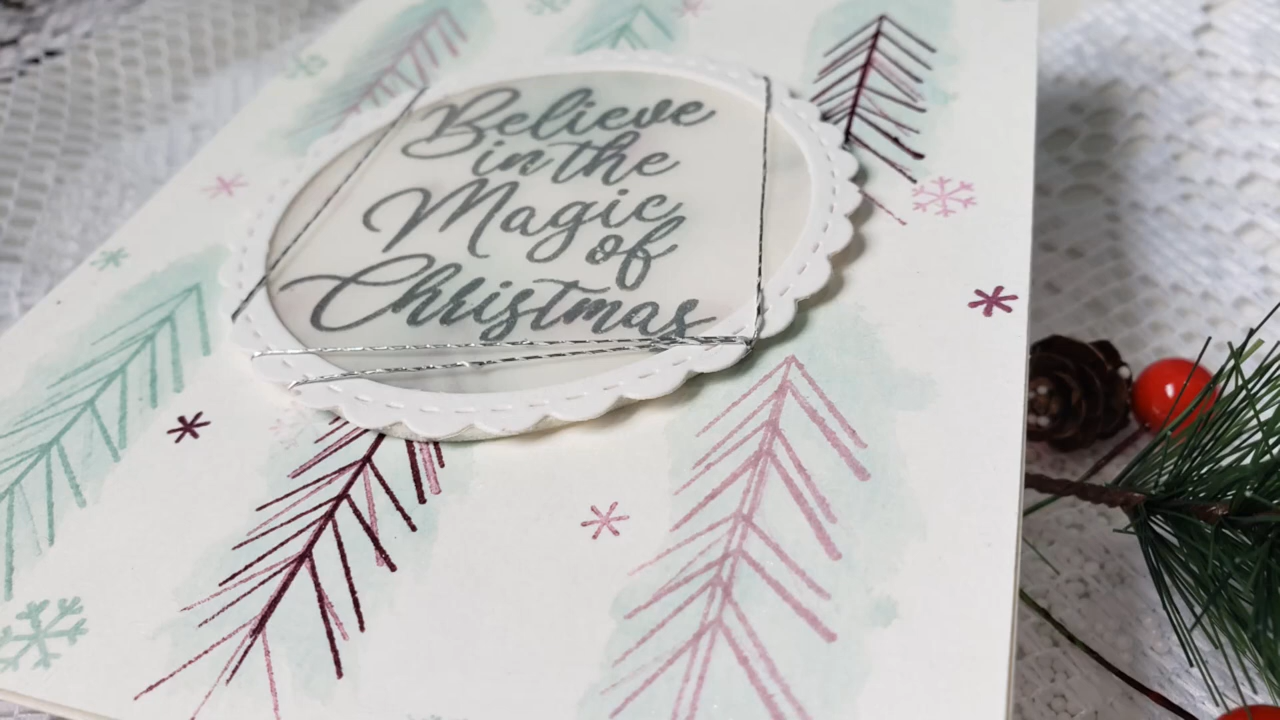 Believe
in the
Magic
of
Christmas